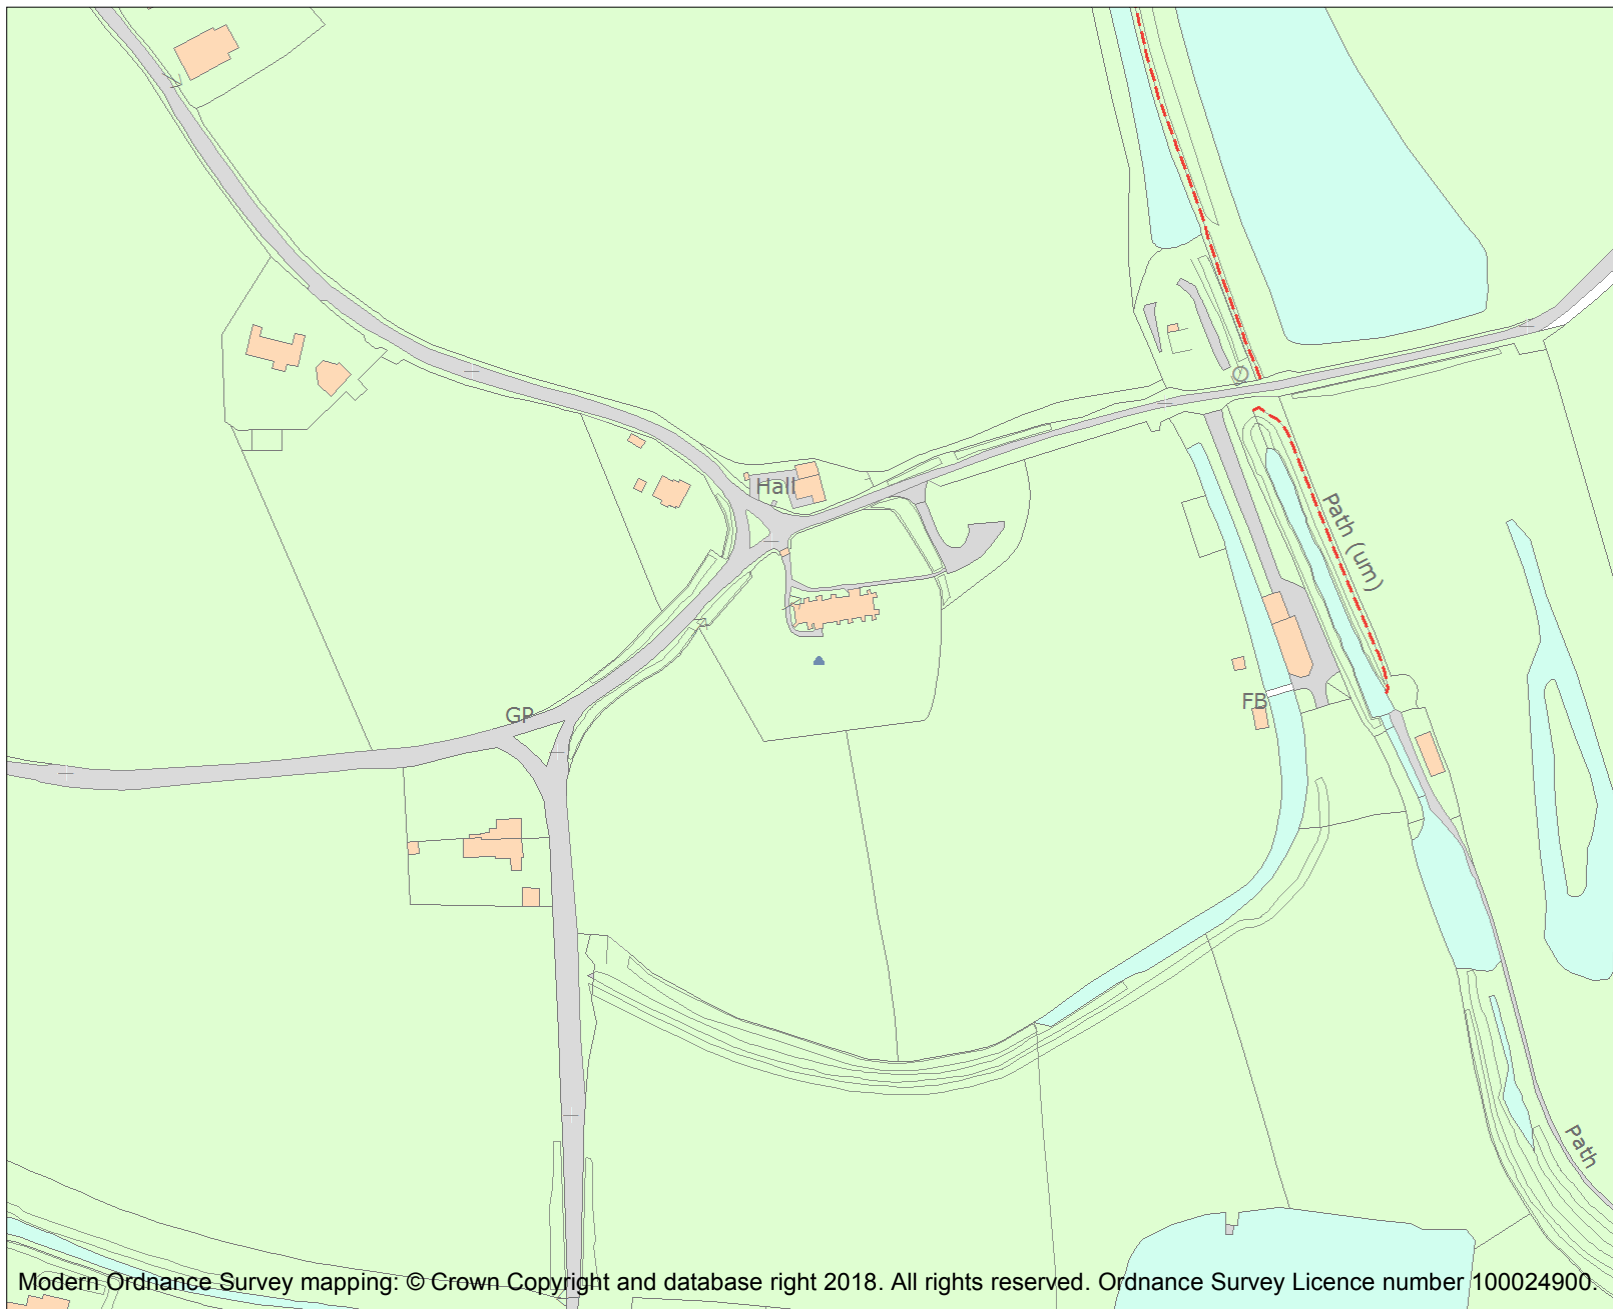 Hall
Path (um)
FB
GP
Path
Modern Ordnance Survey mapping: © Crown Copyright and database right 2018. All rights reserved. Ordnance Survey Licence number 100024900.